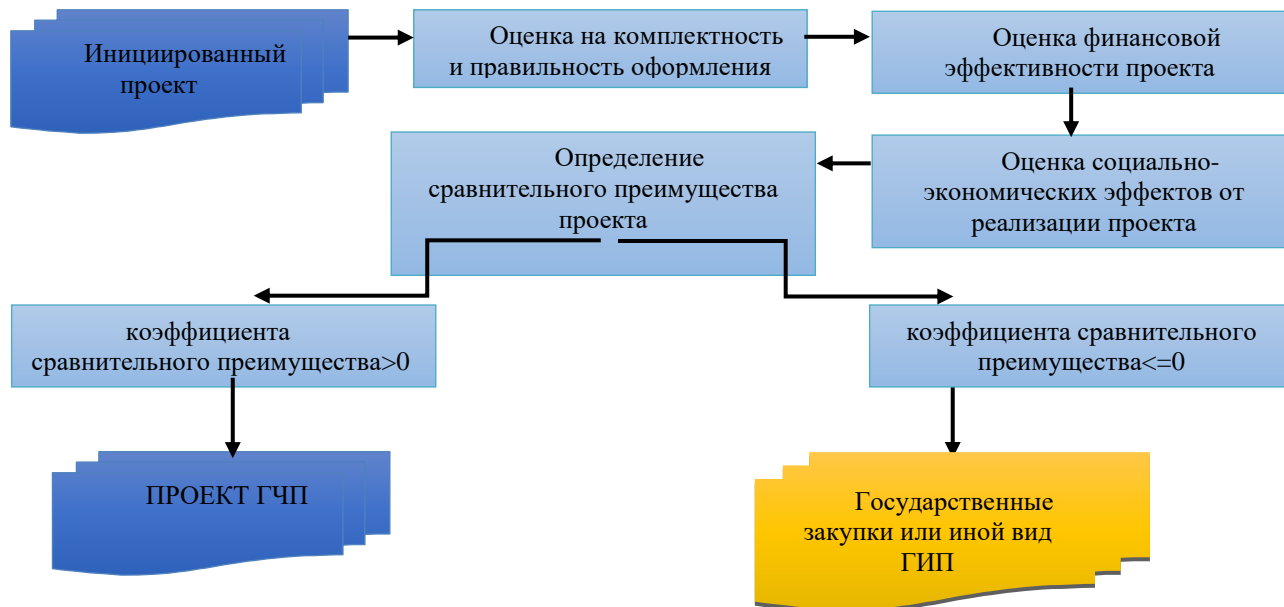 Инициированный
проект
Оценка на комплектность
и правильность оформления
Оценка финансовой
эффективности проекта
Определение
сравнительного преимущества
проекта
Оценка социально-
экономических эффектов от
реализации проекта
коэффициента
сравнительного преимущества>0
коэффициента сравнительного
преимущества<=0
ПРОЕКТ ГЧП
Государственные
закупки или иной вид
ГИП